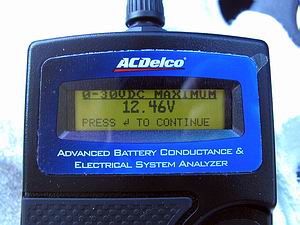 ACDelco
0-30VDC MAXIMUM
12.46V
PRESS ↵ TO CONTINUE
ADVANCED BATTERY CONDUCTANCE &
ELECTRICAL SYSTEM ANALYZER